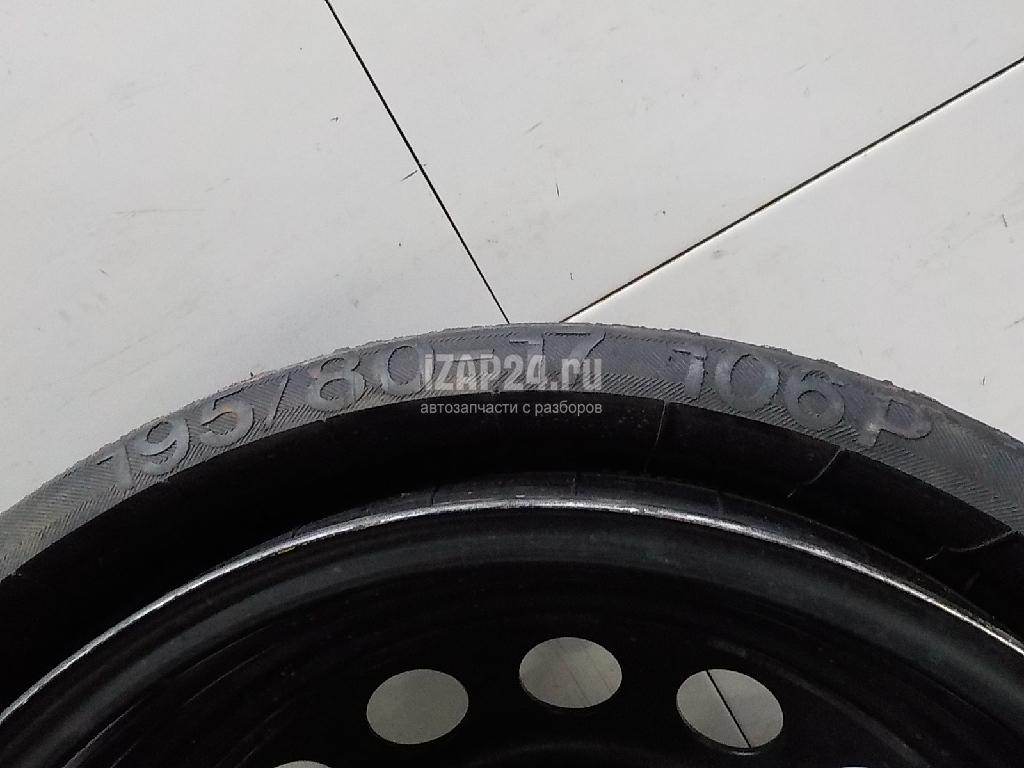 195/80-17 106P
iZAP24.ru
автозапчасти с разборов